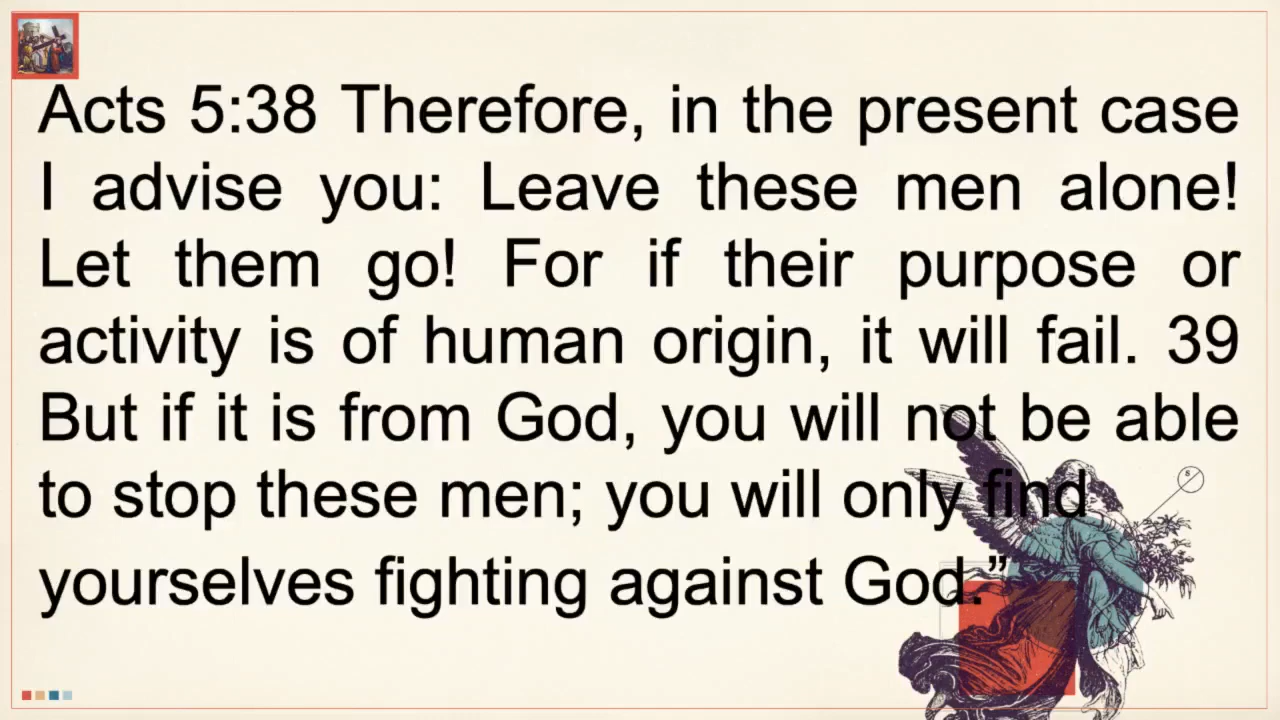 Acts 5:38 Therefore, in the present case
I advise you: Leave these men alone!
Let them go! For if their purpose or
activity is of human origin, it will fail. 39
But if it is from God, you will not be able
to stop these men; you will only find
yourselves fighting against God.”